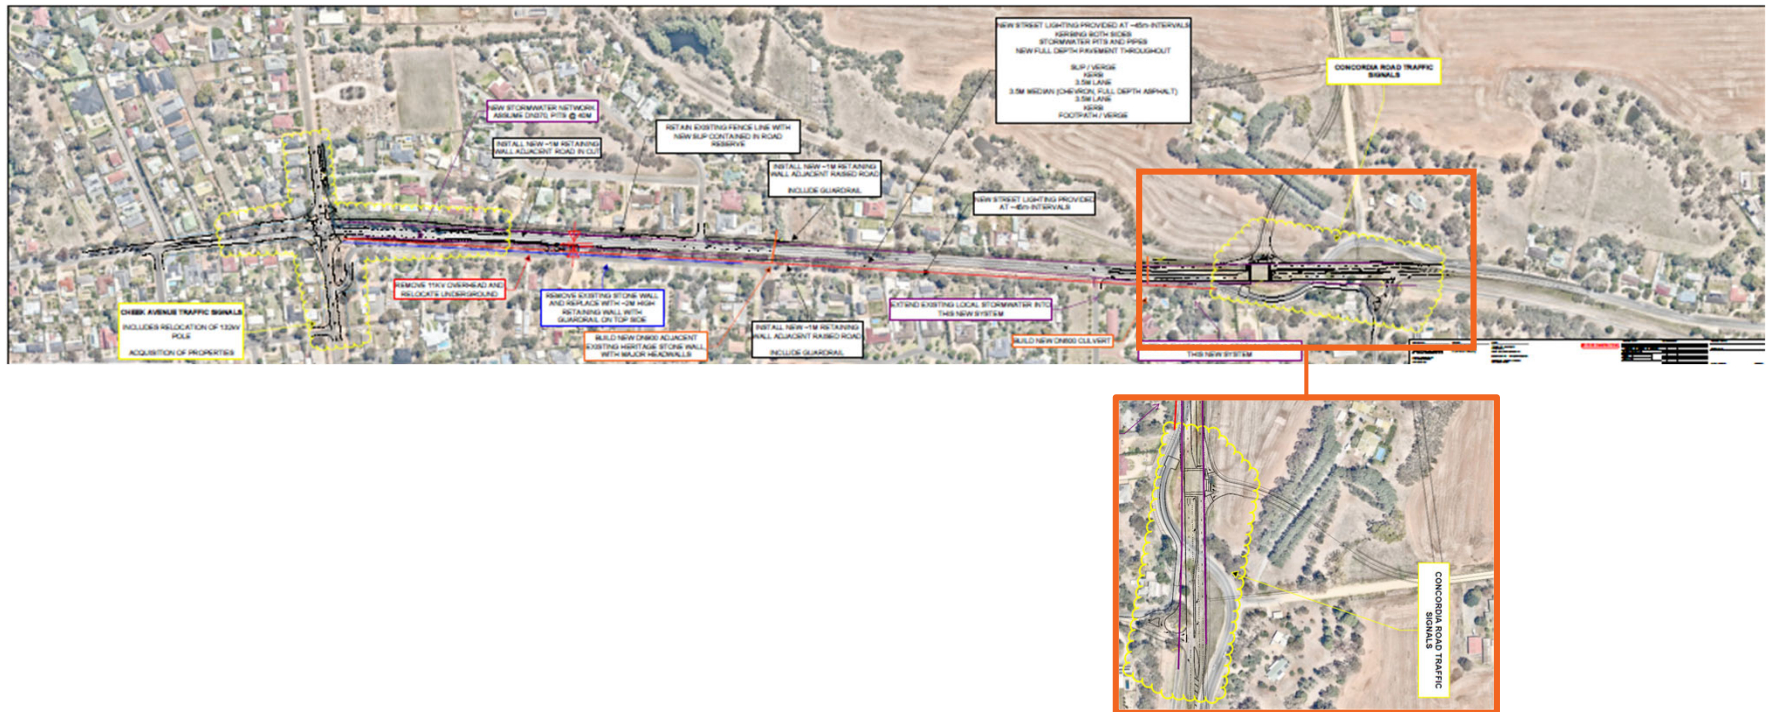 NEW STREET LIGHTING PROVIDED AT ~45m INTERVALS
KERBING BOTH SIDES
STORMWATER PITS AND PIPES
NEW FULL DEPTH PAVEMENT THROUGHOUT
SUP / VERGE
KERB
3.5M LANE
3.5M MEDIAN (CHEVRON, FULL DEPTH ASPHALT)
3.5M LANE
KERB
FOOTPATH / VERGE
CONCORDIA ROAD TRAFFIC
SIGNALS
NEW STORMWATER NETWORK,
ASSUME DN375, PITS @ 40M
INSTALL NEW ~1M RETAINING
WALL ADJACENT ROAD IN CUT
RETAIN EXISTING FENCE LINE WITH
NEW SUP CONTAINED IN ROAD
RESERVE
INSTALL NEW ~1M RETAINING
WALL ADJACENT RAISED ROAD
INCLUDE GUARDRAIL
NEW STREET LIGHTING PROVIDED
AT ~45m INTERVALS
REMOVE 11KV OVERHEAD AND
RELOCATE UNDERGROUND
REMOVE EXISTING STONE WALL
AND REPLACE WITH ~2M HIGH
RETAINING WALL WITH
GUARDRAIL ON TOP SIDE
EXTEND EXISTING LOCAL STORMWATER INTO
THIS NEW SYSTEM
CHEEK AVENUE TRAFFIC SIGNALS
INCLUDES RELOCATION OF 132kV
POLE
ACQUISITION OF PROPERTIES
BUILD NEW DN900 ADJACENT
EXISTING HERITAGE STONE WALL,
WITH MAJOR HEADWALLS
INSTALL NEW ~1M RETAINING
WALL ADJACENT RAISED ROAD
INCLUDE GUARDRAIL
BUILD NEW DN600 CULVERT
THIS NEW SYSTEM
CONCORDIA ROAD TRAFFIC
SIGNALS